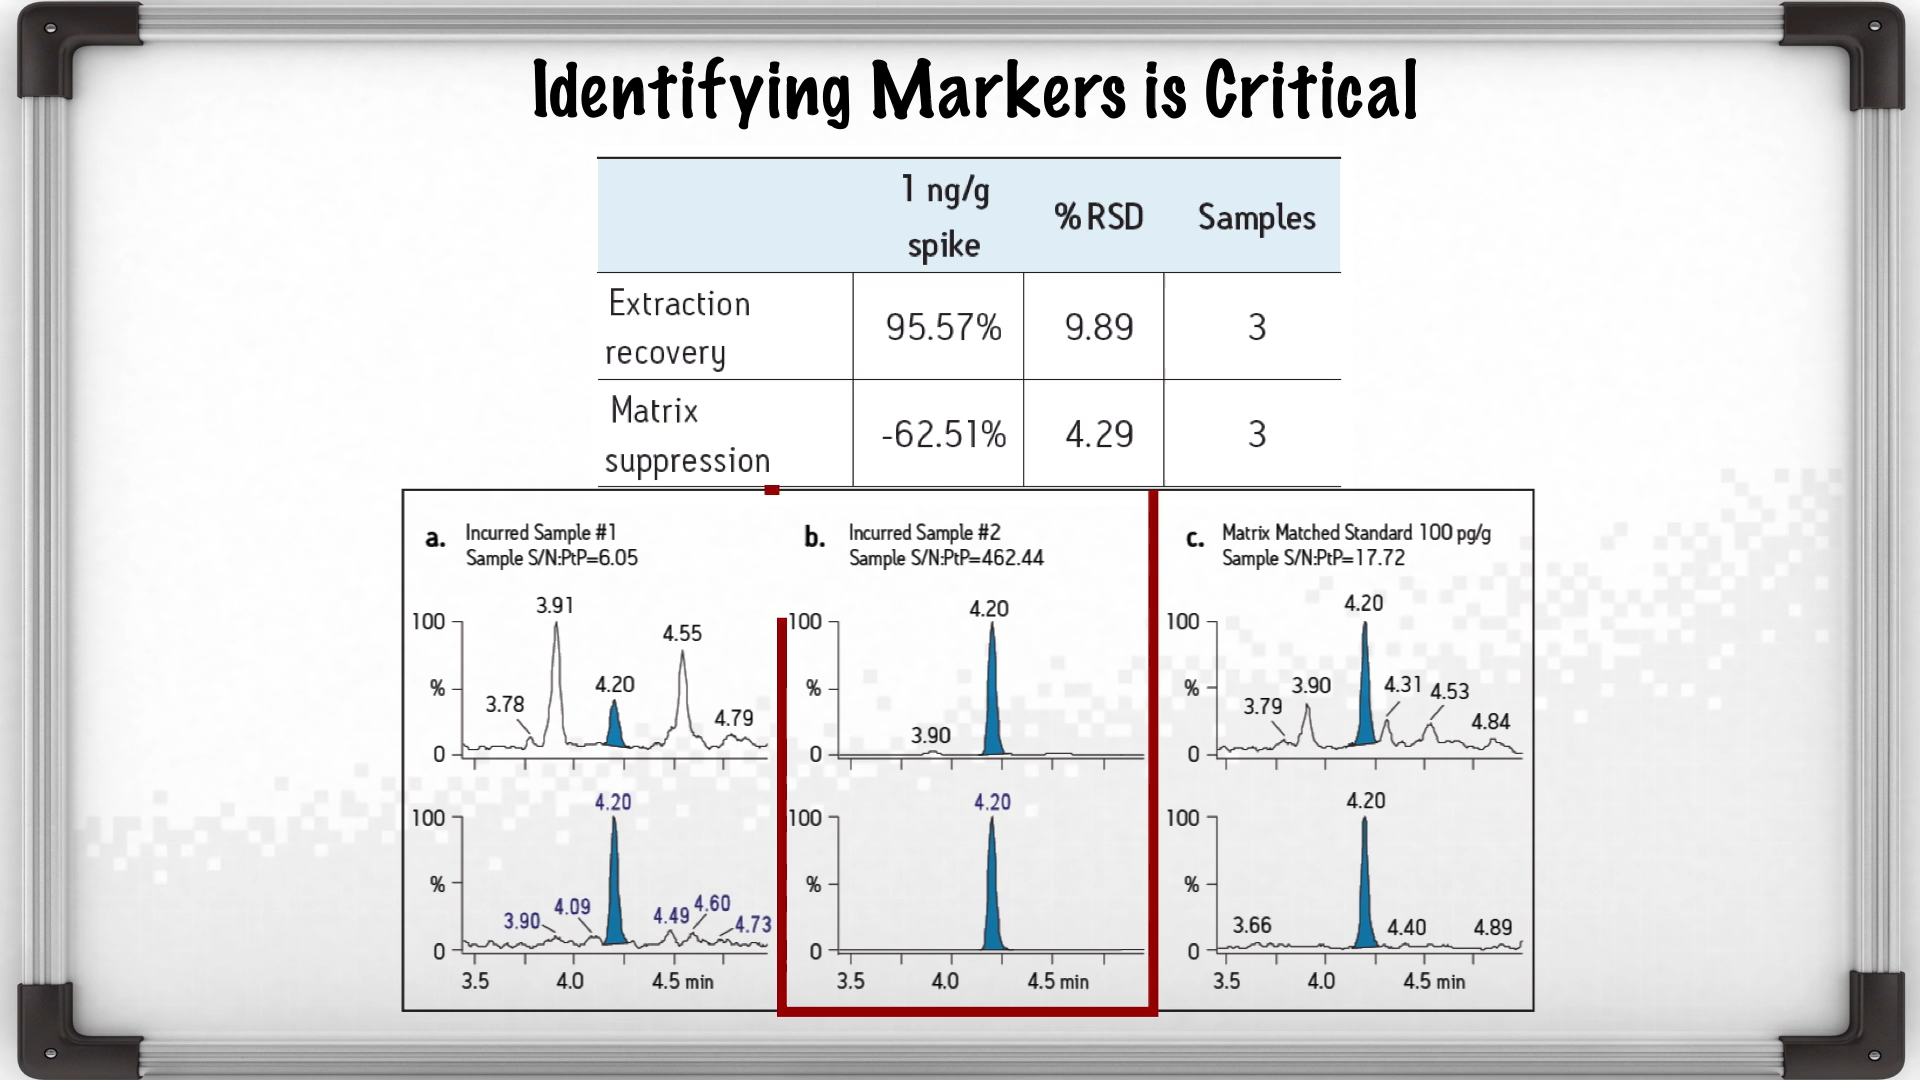 Identifying Markers is Critical
1 ng/g
spike
% RSD
Samples
Extraction
recovery
95.57%
9.89
3
Matrix
suppression
-62.51%
4.29
3
a. Incurred Sample #1
Sample S/N:PtP=6.05
100
%
0
3.78
3.91
4.20
4.55
4.79
100
%
0
3.90
4.09
4.20
4.49
4.60
4.73
3.5 4.0 4.5 min
b. Incurred Sample #2
Sample S/N:PtP=462.44
100
%
0
3.90
4.20
100
%
0
4.20
3.5 4.0 4.5 min
c. Matrix Matched Standard 100 pg/g
Sample S/N:PtP=17.72
100
%
0
3.79
3.90
4.20
4.31
4.53
4.84
100
%
0
3.66
4.20
4.40
4.89
3.5 4.0 4.5 min